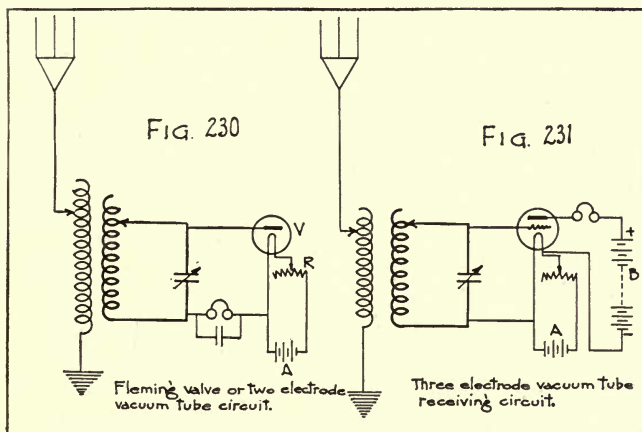 FIG. 230
FIG. 231
V
R
A
+
B
-
A
Fleming valve or two electrode
vacuum tube circuit.
Three electrode vacuum tube
receiving circuit.